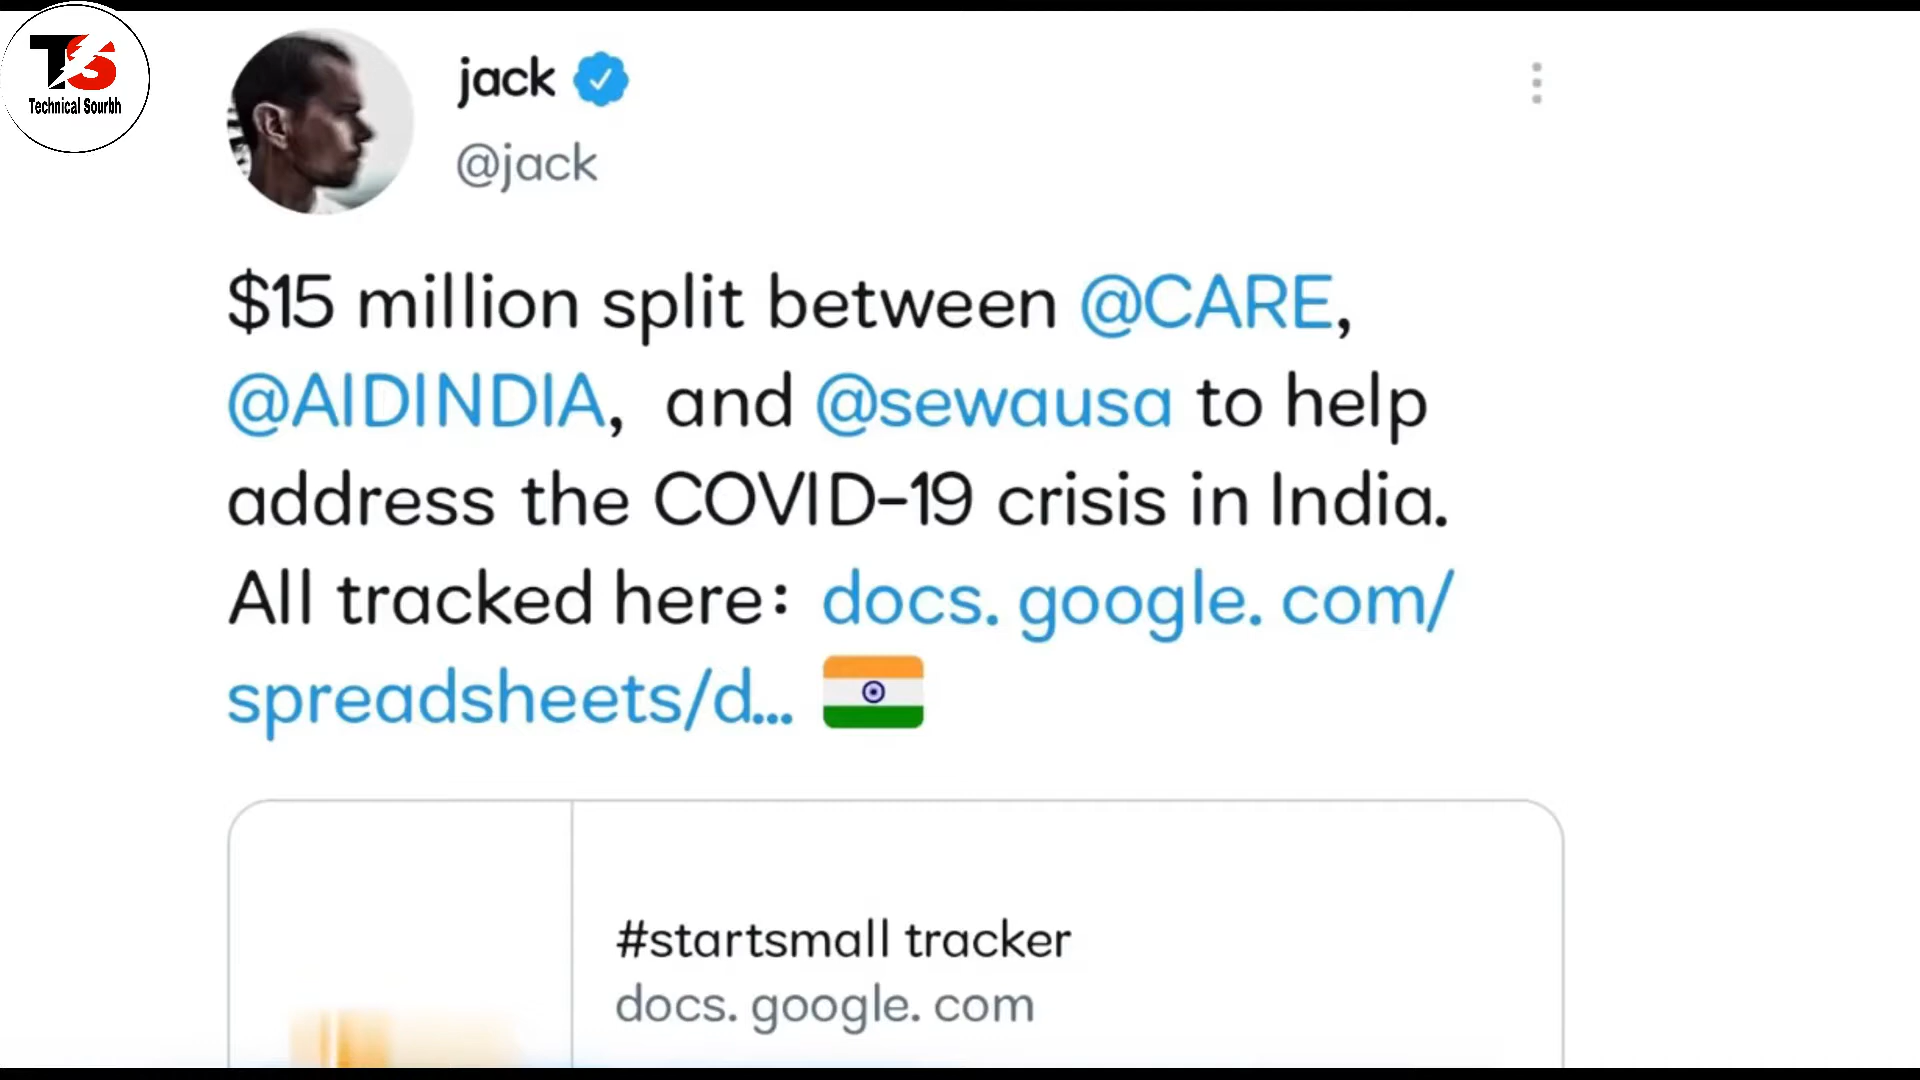 TS
Technical Sourbh
jack
@jack
$15 million split between @CARE,
@AIDINDIA, and @sewausa to help
address the COVID-19 crisis in India.
All tracked here: docs. google. com/
spreadsheets/d...
#startsmall tracker
docs. google. com